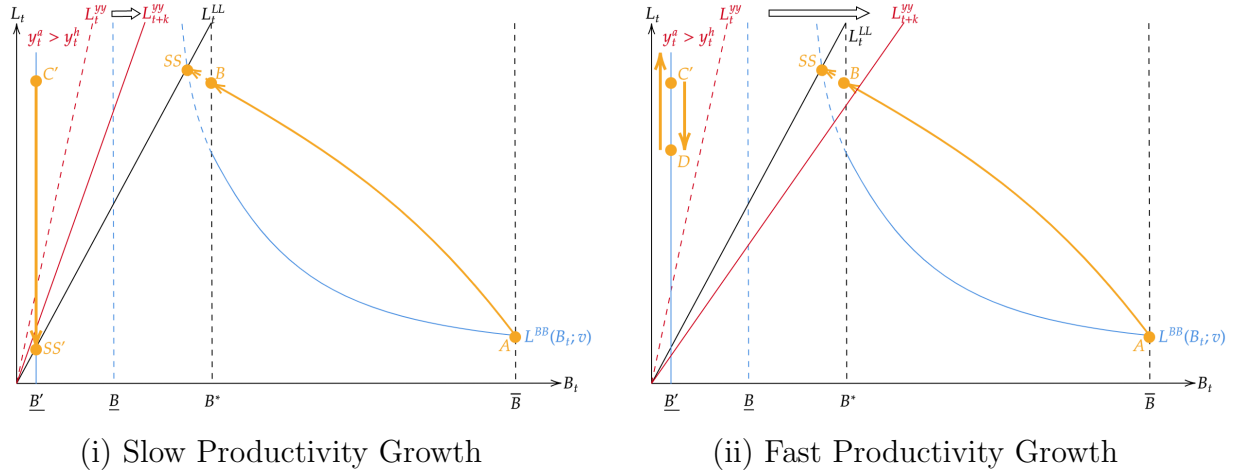 L_t L_t^{yy} L_{t+k}^{yy} L_t^{LL}
y_t^a > y_t^h
C′
SS
B
A
L^{BB}(B_t; v)
SS′
B_t
B′ B B* B
(i) Slow Productivity Growth
L_t L_t^{yy} L_{t+k}^{yy}
L_t^{LL}
y_t^a > y_t^h
C′
SS
B
D
A
L^{BB}(B_t; v)
B_t
B′ B B* B
(ii) Fast Productivity Growth